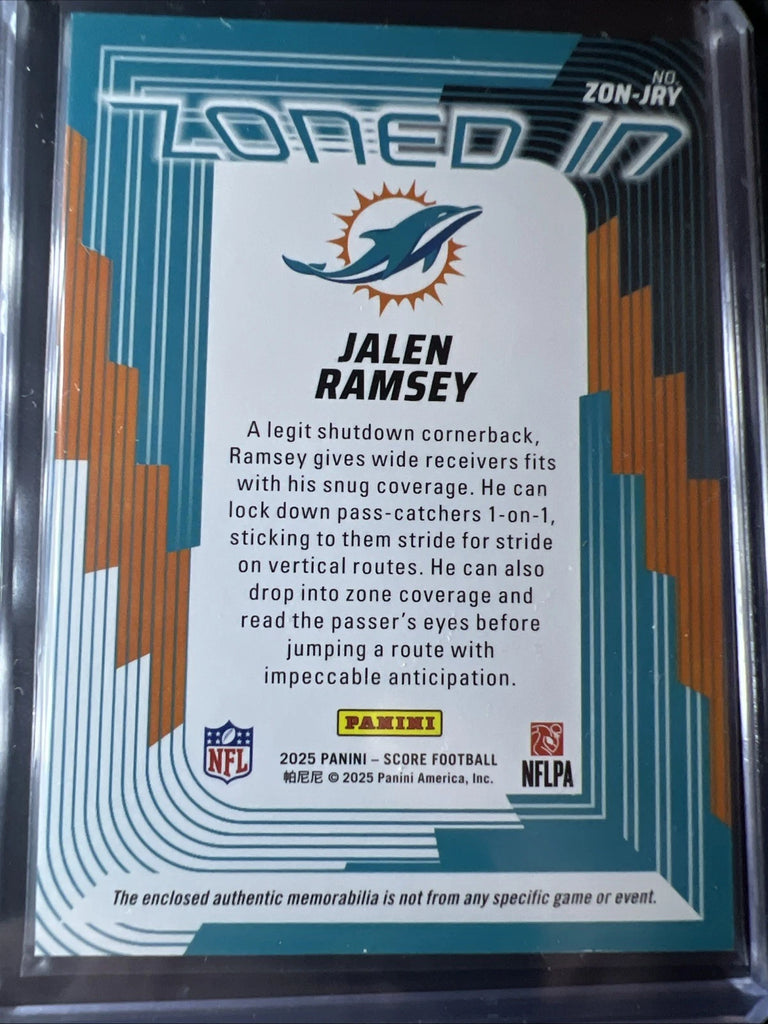 NO.
ZON-JRY
ZONED IN
JALEN
RAMSEY
A legit shutdown cornerback,
Ramsey gives wide receivers fits
with his snug coverage. He can
lock down pass-catchers 1-on-1,
sticking to them stride for stride
on vertical routes. He can also
drop into zone coverage and
read the passer's eyes before
jumping a route with
impeccable anticipation.
PANINI
NFL
2025 PANINI – SCORE FOOTBALL
帕尼尼 © 2025 Panini America, Inc.
NFLPA
The enclosed authentic memorabilia is not from any specific game or event.